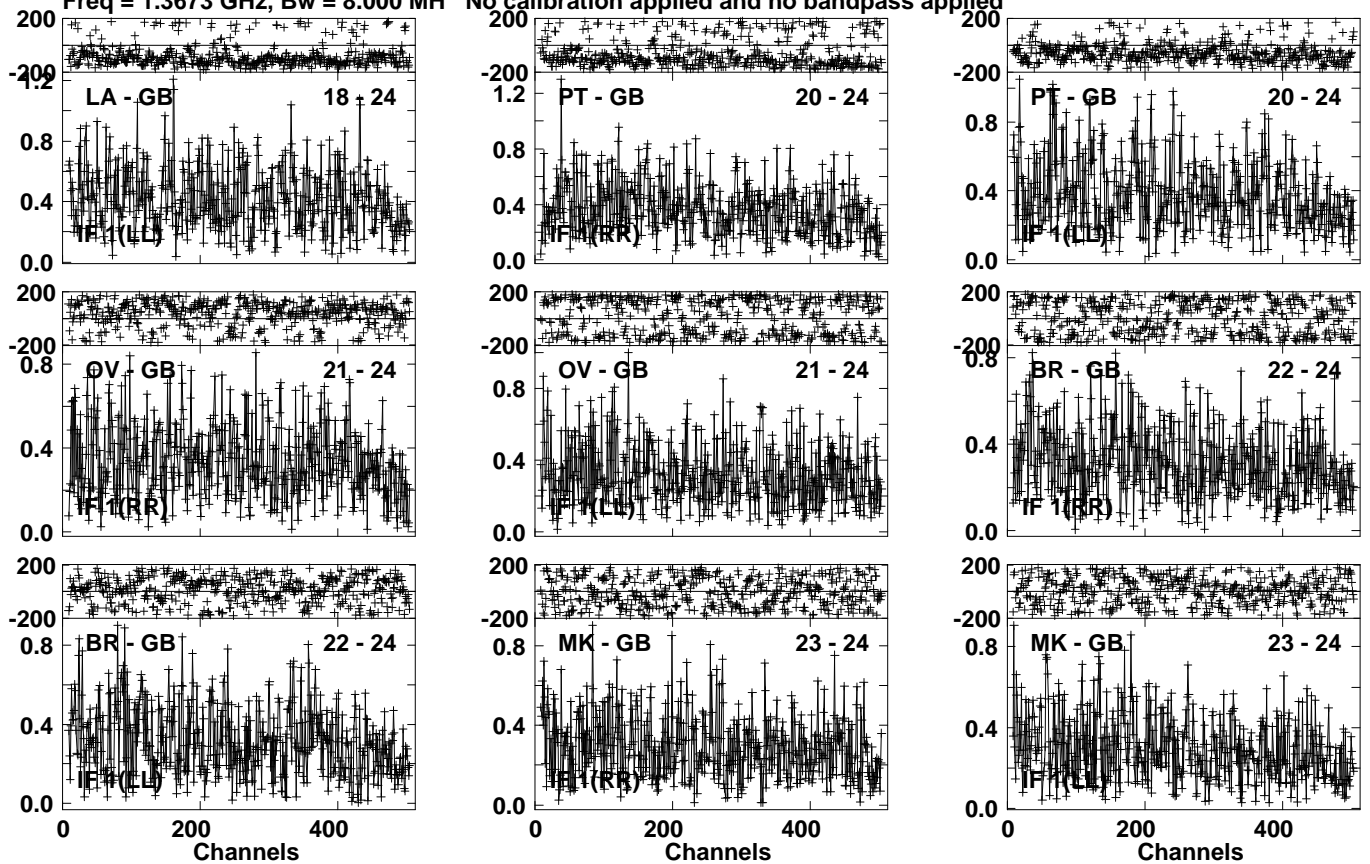 Freq = 1.3673 GHz, Bw = 8.000 MH No calibration applied and no bandpass applied
200 200 200
-200 -200 -200
1.2 LA - GB 18 - 24 1.2 PT - GB 20 - 24 PT - GB 20 - 24
0.8 0.8 0.8
0.4 0.4 0.4
IF 1(LL) IF 1(RR) IF 1(LL)
0.0 0.0 0.0
200 200 200
-200 -200 -200
0.8 OV - GB 21 - 24 0.8 OV - GB 21 - 24 0.8 BR - GB 22 - 24
0.4 0.4 0.4
IF 1(RR) IF 1(LL) IF 1(RR)
0.0 0.0 0.0
200 200 200
-200 -200 -200
0.8 BR - GB 22 - 24 0.8 MK - GB 23 - 24 0.8 MK - GB 23 - 24
0.4 0.4 0.4
IF 1(LL) IF 1(RR) IF 1(LL)
0.0 0.0 0.0
0 200 400 0 200 400 0 200 400
Channels Channels Channels